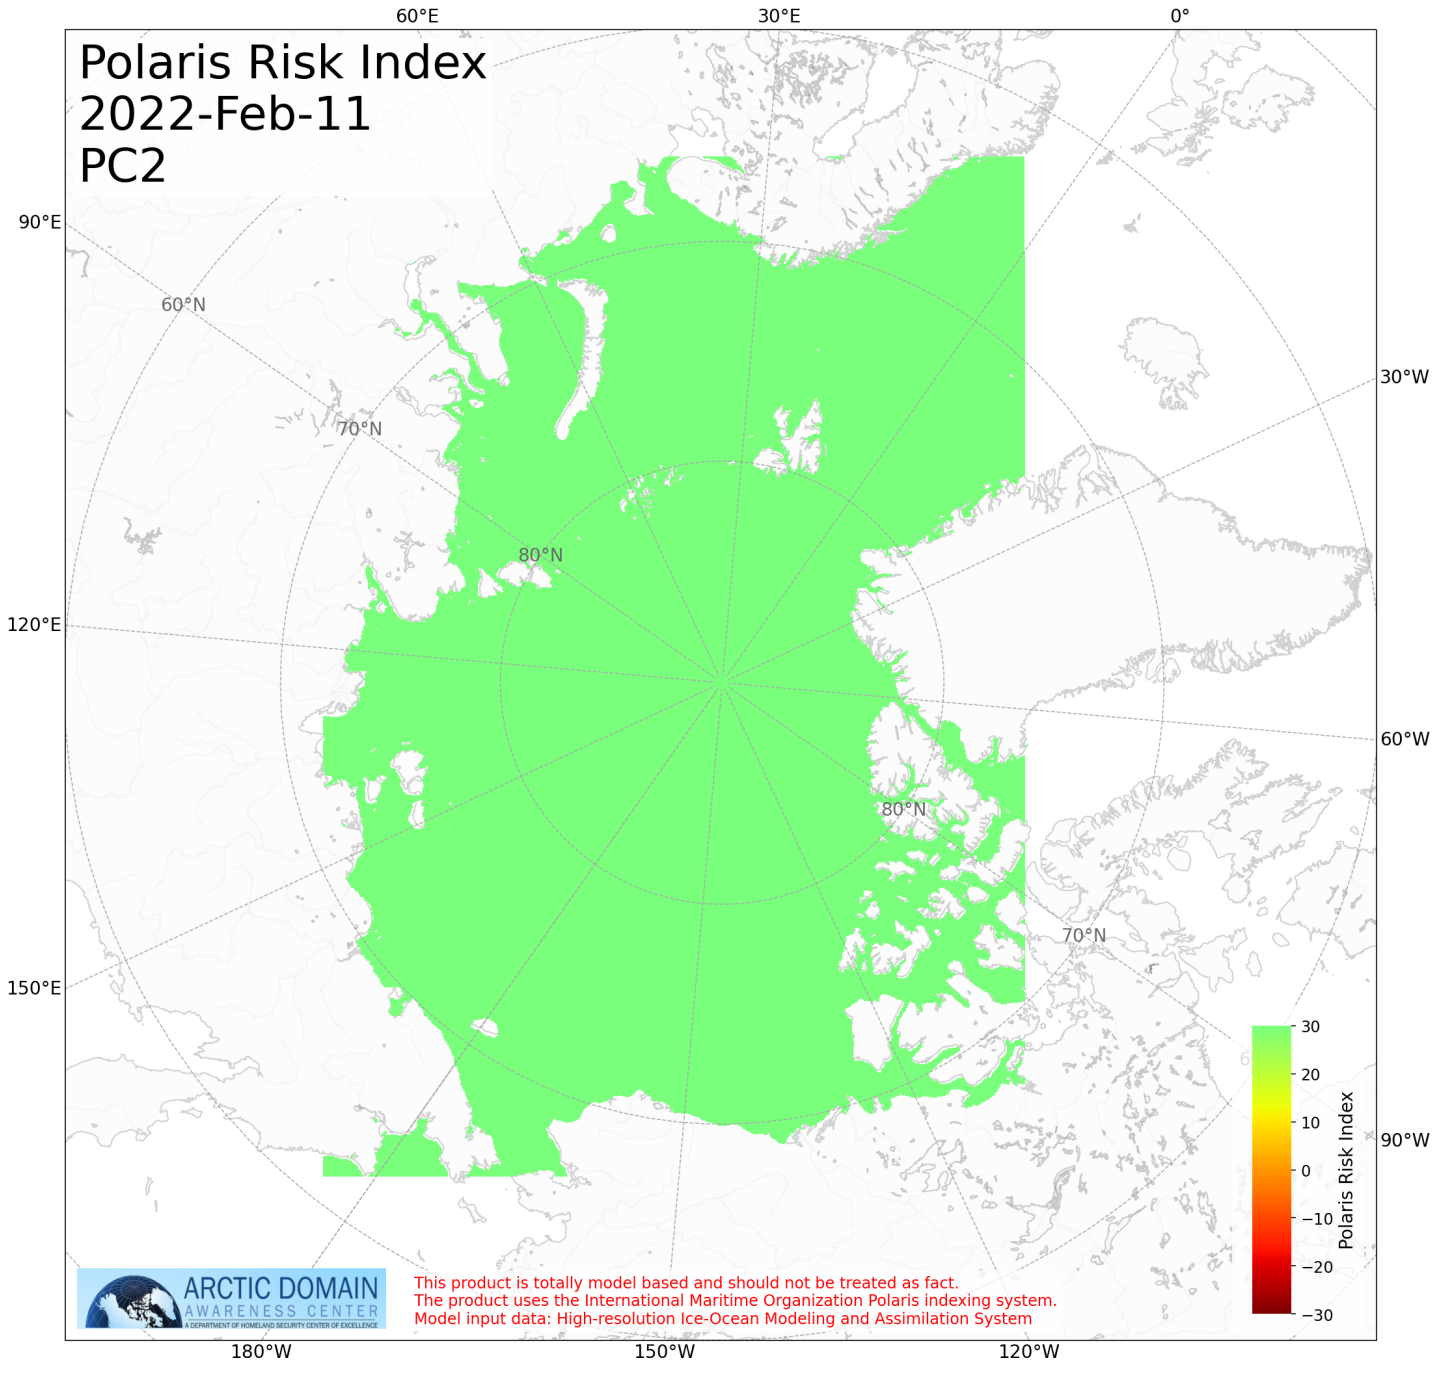 60°E
30°E
0°
Polaris Risk Index
2022-Feb-11
PC2
90°E
60°N
30°W
70°N
80°N
120°E
60°W
80°N
70°N
150°E
30
20
10
0
−10
−20
−30
Polaris Risk Index
90°W
ARCTIC DOMAIN
AWARENESS CENTER
A DEPARTMENT OF HOMELAND SECURITY CENTER OF EXCELLENCE
This product is totally model based and should not be treated as fact.
The product uses the International Maritime Organization Polaris indexing system.
Model input data: High-resolution Ice-Ocean Modeling and Assimilation System
180°W
150°W
120°W